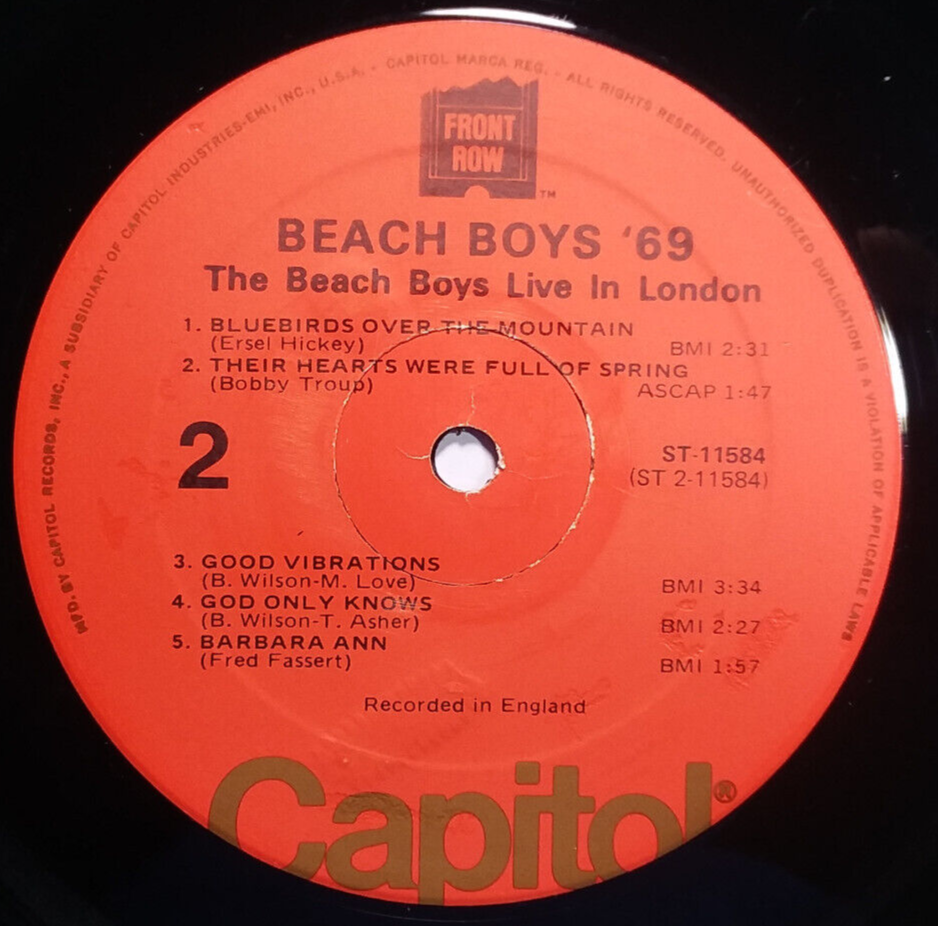 MFD. BY CAPITOL RECORDS, INC., A SUBSIDIARY OF CAPITOL INDUSTRIES-EMI, INC., U.S.A. - CAPITOL MARCA REG. - ALL RIGHTS RESERVED. UNAUTHORIZED DUPLICATION IS A VIOLATION OF APPLICABLE LAWS
FRONT
ROW
TM
BEACH BOYS '69
The Beach Boys Live In London
1. BLUEBIRDS OVER THE MOUNTAIN
(Ersel Hickey) BMI 2:31
2. THEIR HEARTS WERE FULL OF SPRING
(Bobby Troup) ASCAP 1:47
2
ST-11584
(ST 2-11584)
3. GOOD VIBRATIONS
(B. Wilson-M. Love) BMI 3:34
4. GOD ONLY KNOWS
(B. Wilson-T. Asher) BMI 2:27
5. BARBARA ANN
(Fred Fassert) BMI 1:57
Recorded in England
Capitol®